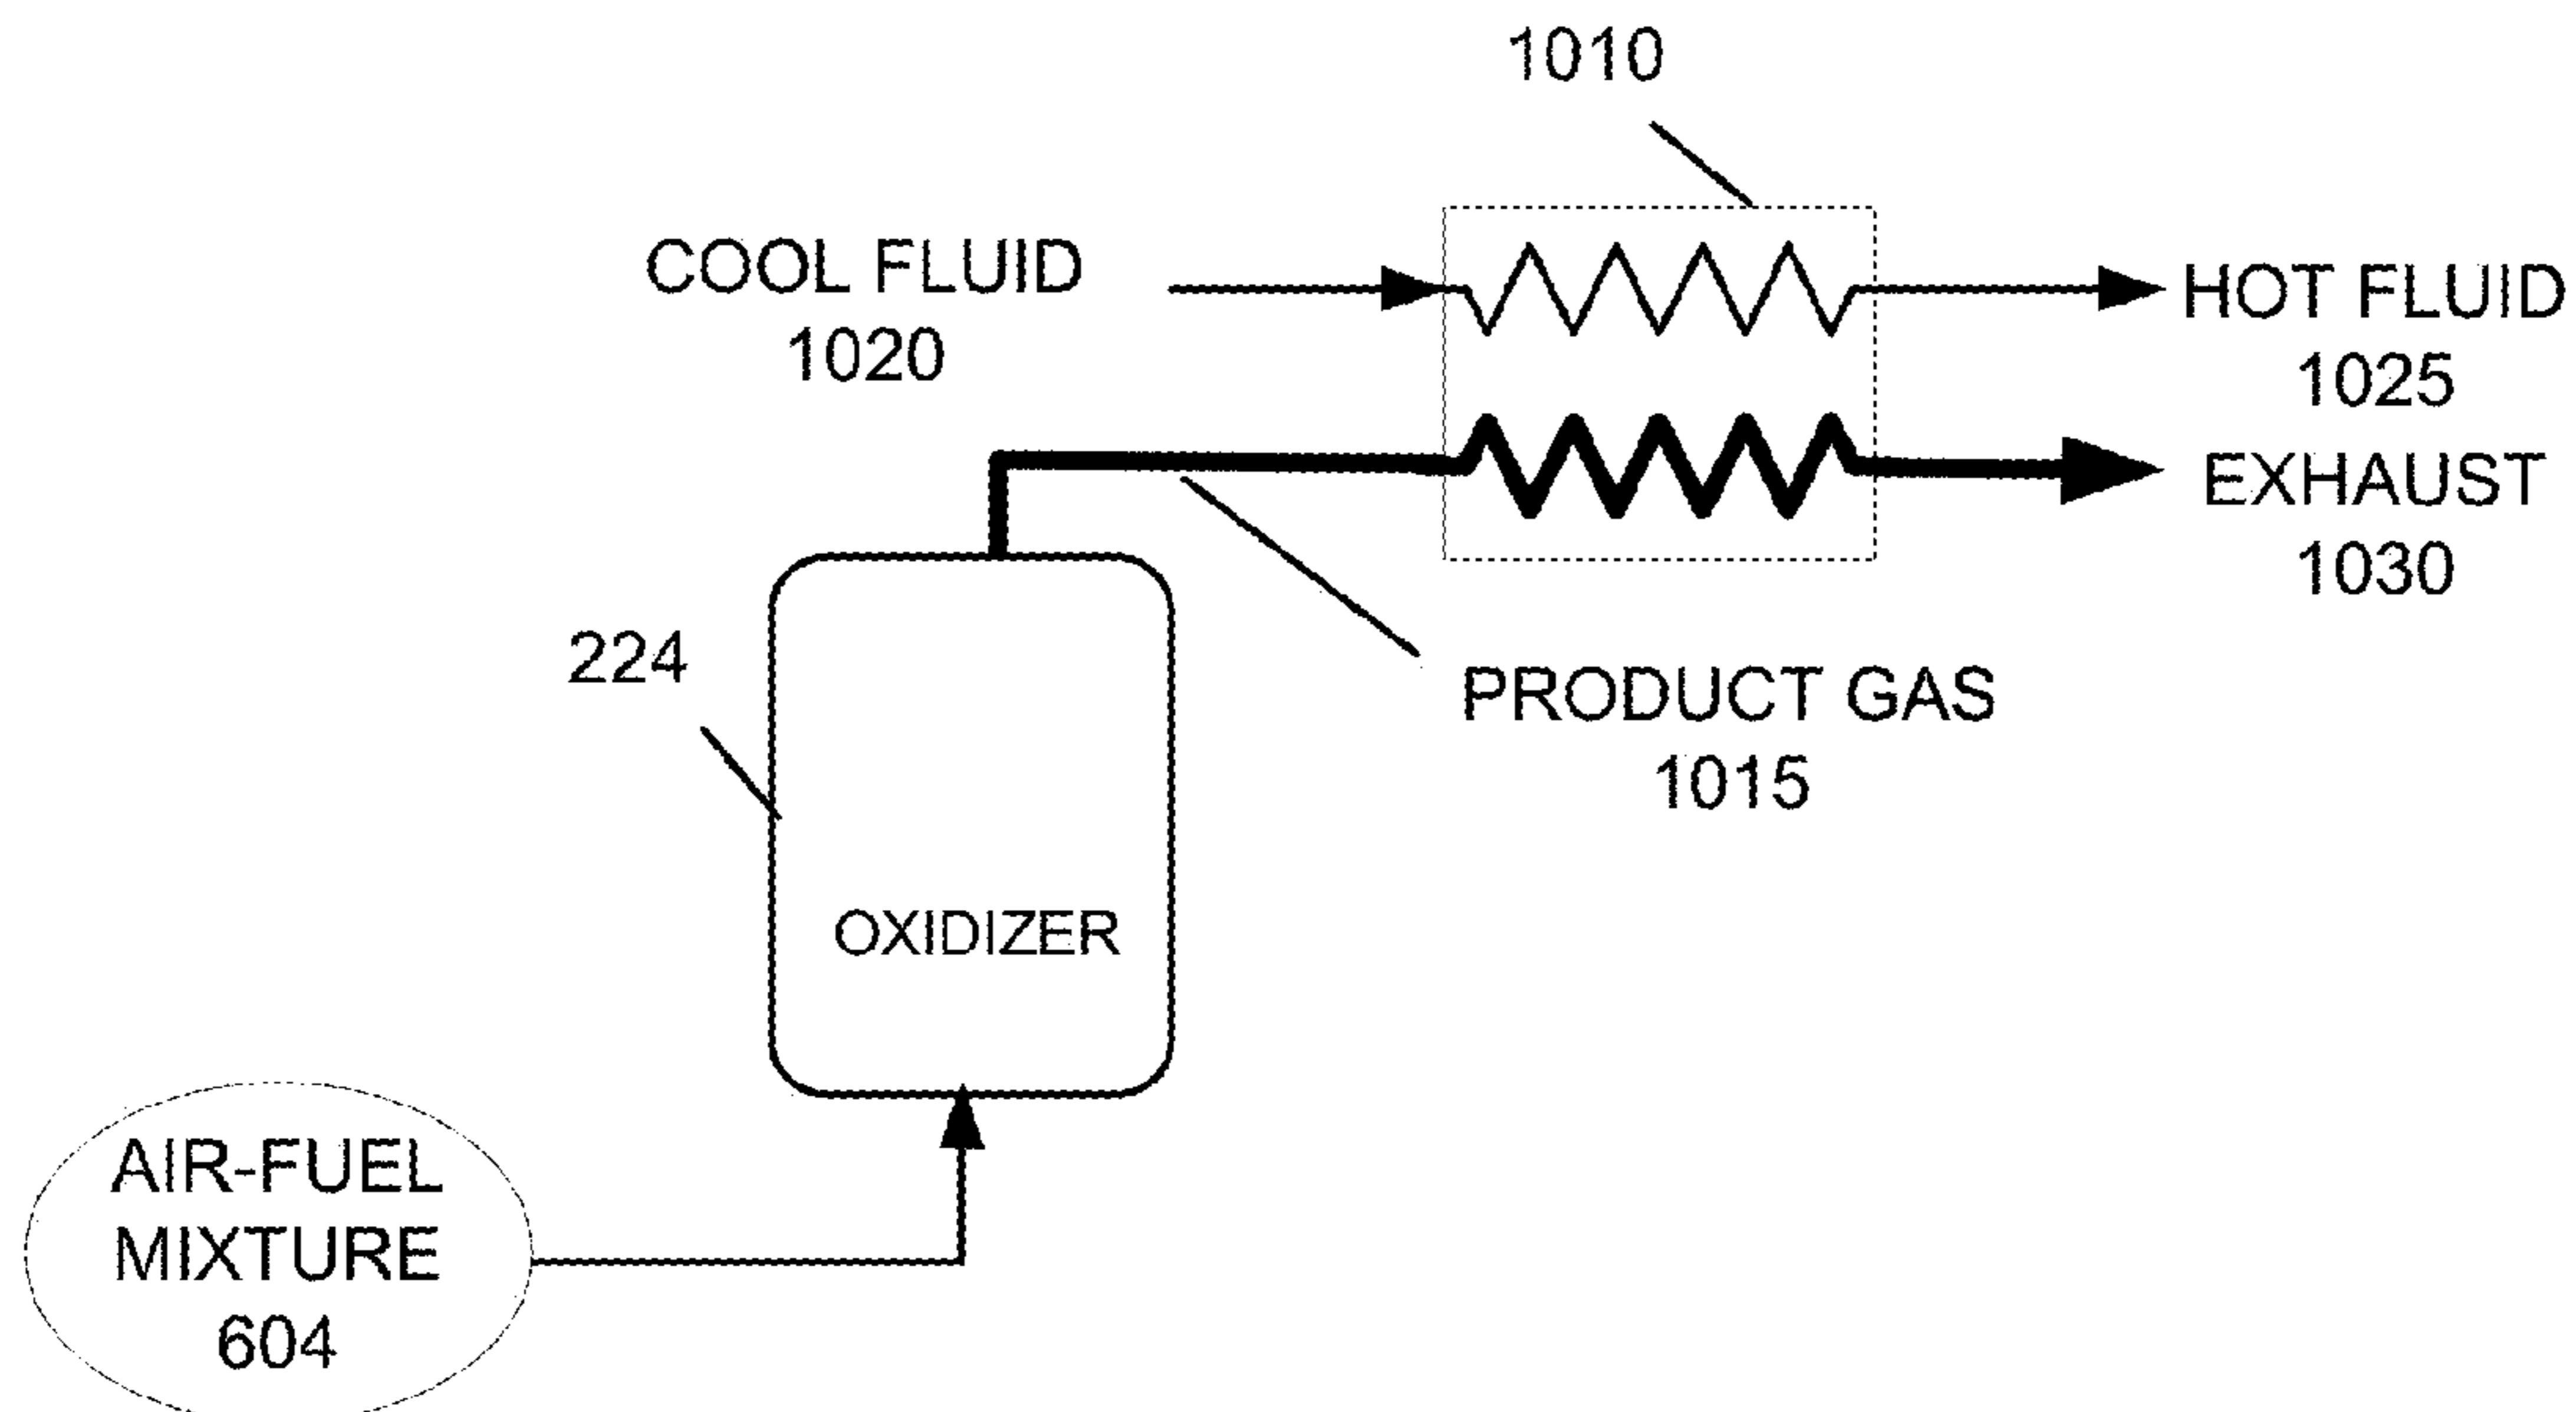 1010
COOL FLUID
1020
HOT FLUID
1025
EXHAUST
1030
224
PRODUCT GAS
1015
OXIDIZER
AIR-FUEL
MIXTURE
604